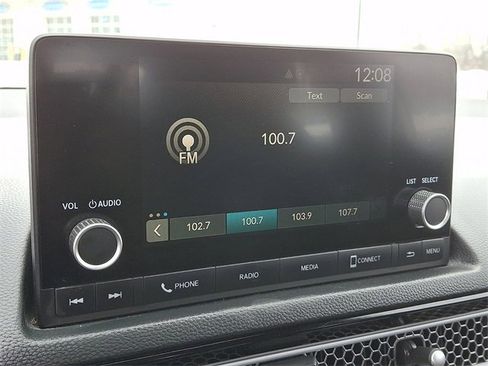 12:08
Text Scan
100.7
FM
LIST SELECT
VOL AUDIO
102.7 100.7 103.9 107.7
PHONE RADIO MEDIA CONNECT MENU